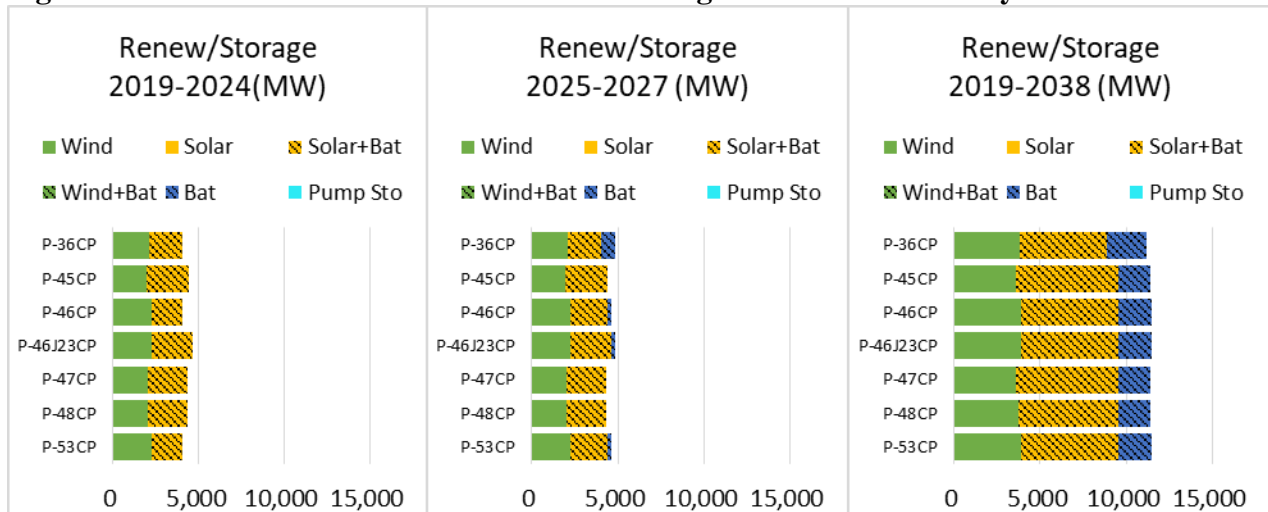 Renew/Storage
2019-2024(MW)
Wind Solar Solar+Bat
Wind+Bat Bat Pump Sto
P-36CP
P-45CP
P-46CP
P-46J23CP
P-47CP
P-48CP
P-53CP
0 5,000 10,000 15,000
Renew/Storage
2025-2027 (MW)
Wind Solar Solar+Bat
Wind+Bat Bat Pump Sto
P-36CP
P-45CP
P-46CP
P-46J23CP
P-47CP
P-48CP
P-53CP
0 5,000 10,000 15,000
Renew/Storage
2019-2038 (MW)
Wind Solar Solar+Bat
Wind+Bat Bat Pump Sto
P-36CP
P-45CP
P-46CP
P-46J23CP
P-47CP
P-48CP
P-53CP
0 5,000 10,000 15,000